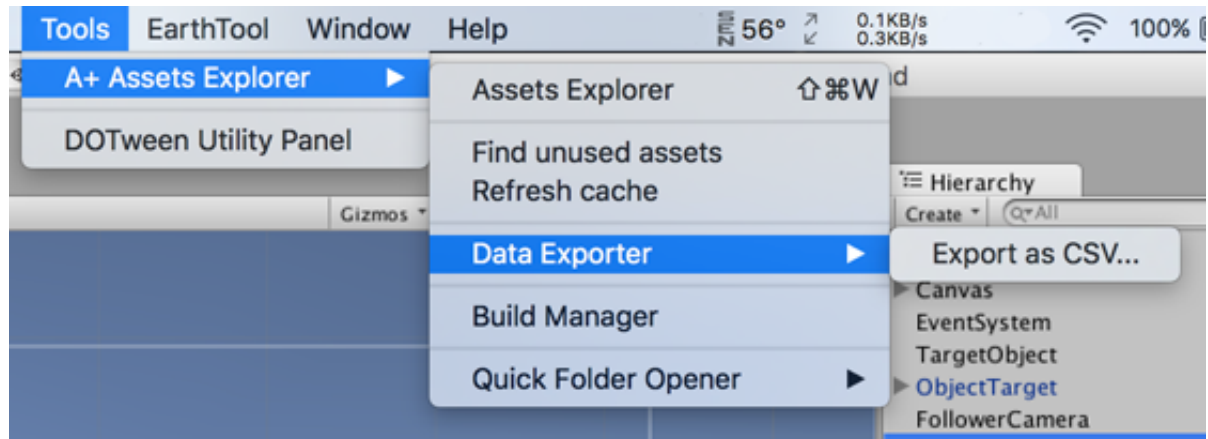 Tools EarthTool Window Help SEN 56° 0.1KB/s 100%
0.3KB/s
A+ Assets Explorer
DOTween Utility Panel
Assets Explorer ⇧⌘W
Find unused assets
Refresh cache
Data Exporter
Build Manager
Quick Folder Opener
Export as CSV...
Gizmos
Hierarchy
Create All
Canvas
EventSystem
TargetObject
ObjectTarget
FollowerCamera